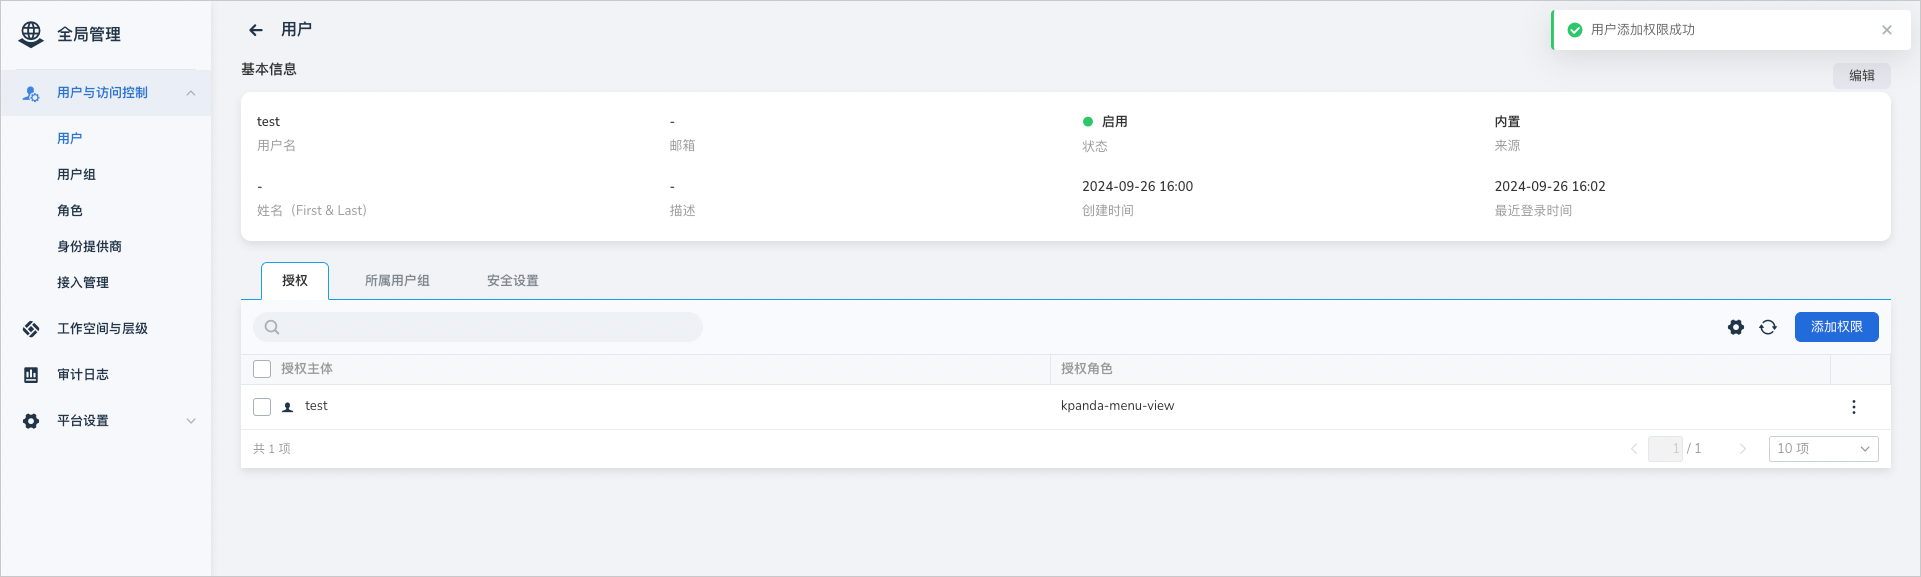 全局管理
用户与访问控制
用户
用户组
角色
身份提供商
接入管理
工作空间与层级
审计日志
平台设置
用户
用户添加权限成功
基本信息
编辑
test
用户名
-
邮箱
启用
状态
内置
来源
-
姓名（First & Last）
-
描述
2024-09-26 16:00
创建时间
2024-09-26 16:02
最近登录时间
授权 所属用户组 安全设置
添加权限
授权主体 授权角色
test kpanda-menu-view
共 1 项 1 / 1 10 项